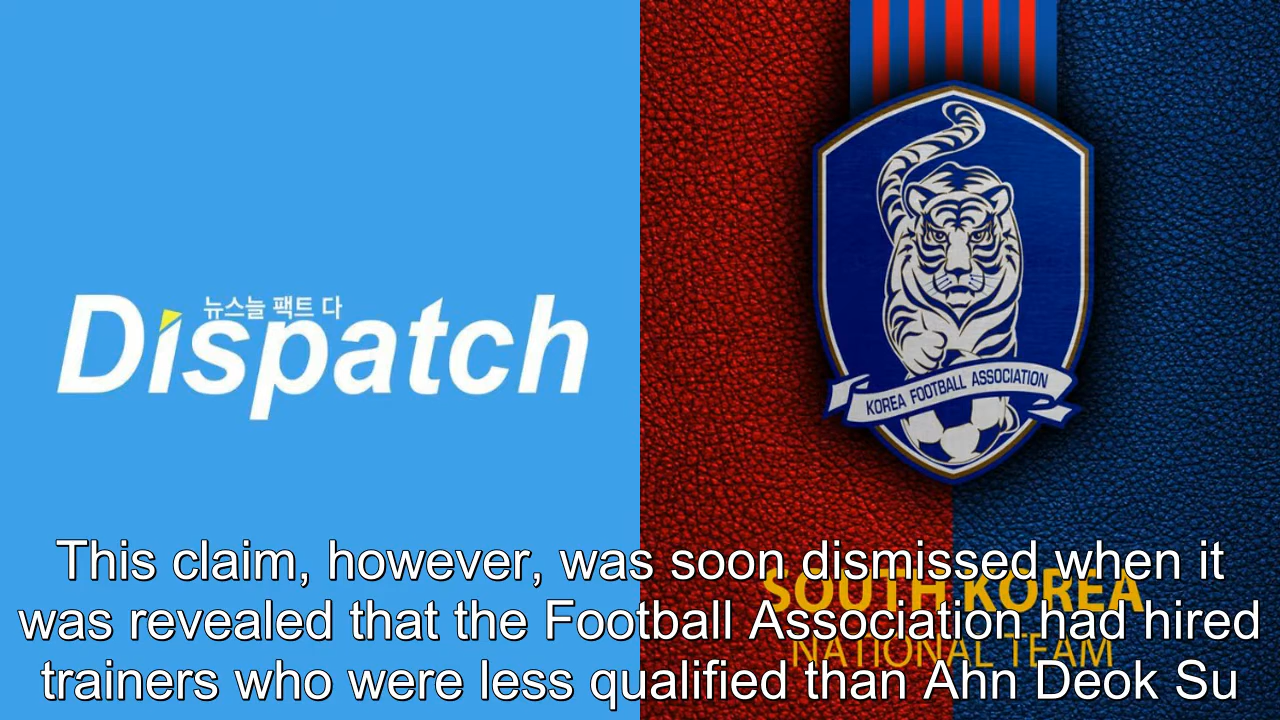 뉴스늘 팩트 다
Dispatch
KOREA FOOTBALL ASSOCIATION
SOUTH KOREA
NATIONAL TEAM
This claim, however, was soon dismissed when it
was revealed that the Football Association had hired
trainers who were less qualified than Ahn Deok Su